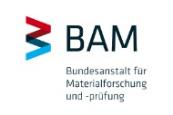 BAM
Bundesanstalt für
Materialforschung
und -prüfung